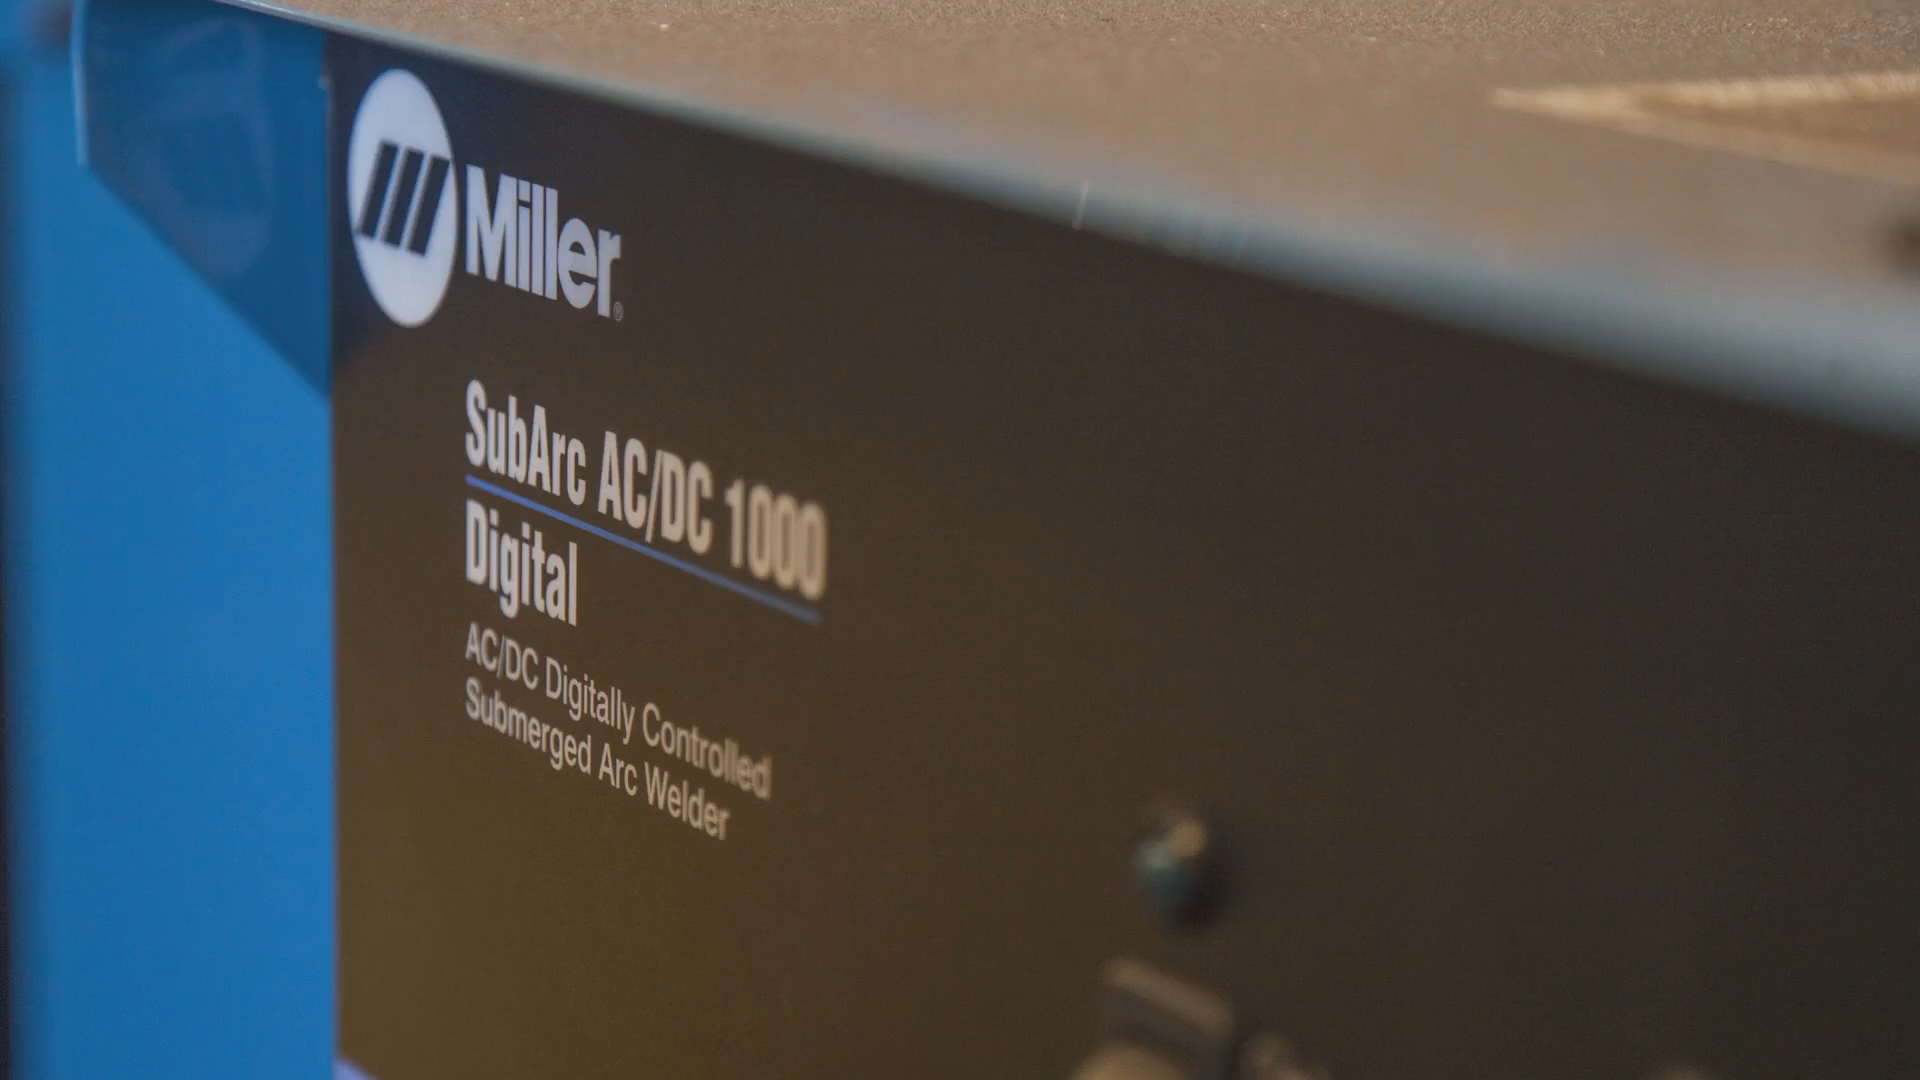 Miller®
SubArc AC/DC 1000
Digital
AC/DC Digitally Controlled
Submerged Arc Welder